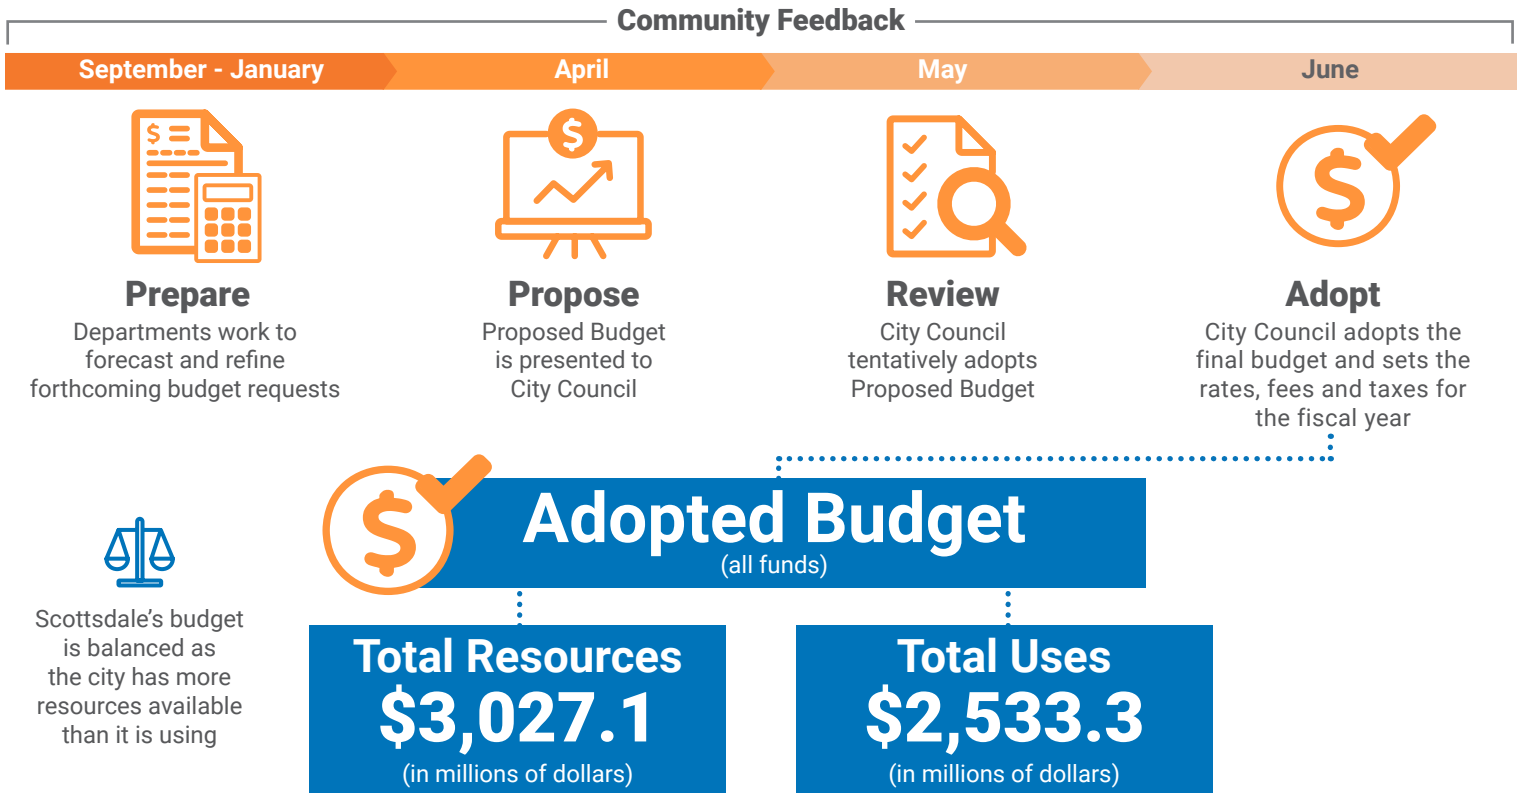 Community Feedback
September - January
April
May
June
$
$
$
Prepare
Departments work to
forecast and refine
forthcoming budget requests
Propose
Proposed Budget
is presented to
City Council
Review
City Council
tentatively adopts
Proposed Budget
Adopt
City Council adopts the
final budget and sets the
rates, fees and taxes for
the fiscal year
$
Adopted Budget
(all funds)
Scottsdale’s budget
is balanced as
the city has more
resources available
than it is using
Total Resources
$3,027.1
(in millions of dollars)
Total Uses
$2,533.3
(in millions of dollars)